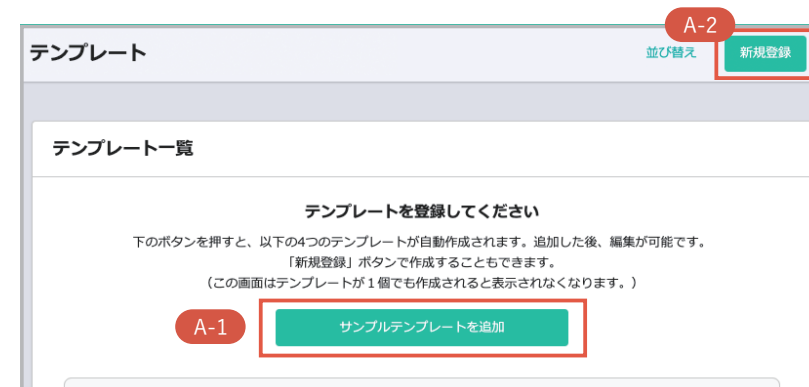 A-2
テンプレート
並び替え
新規登録
テンプレート一覧
テンプレートを登録してください
下のボタンを押すと、以下の4つのテンプレートが自動作成されます。追加した後、編集が可能です。
「新規登録」ボタンで作成することもできます。
（この画面はテンプレートが１個でも作成されると表示されなくなります。）
A-1
サンプルテンプレートを追加